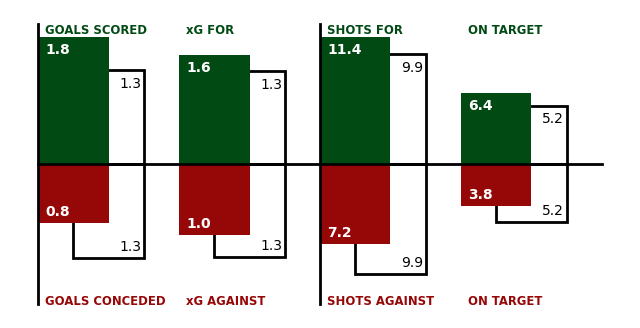 GOALS SCORED xG FOR SHOTS FOR ON TARGET
1.8 1.3 1.6 1.3 11.4 9.9 6.4 5.2
0.8 1.3 1.0 1.3 7.2 9.9 3.8 5.2
GOALS CONCEDED xG AGAINST SHOTS AGAINST ON TARGET